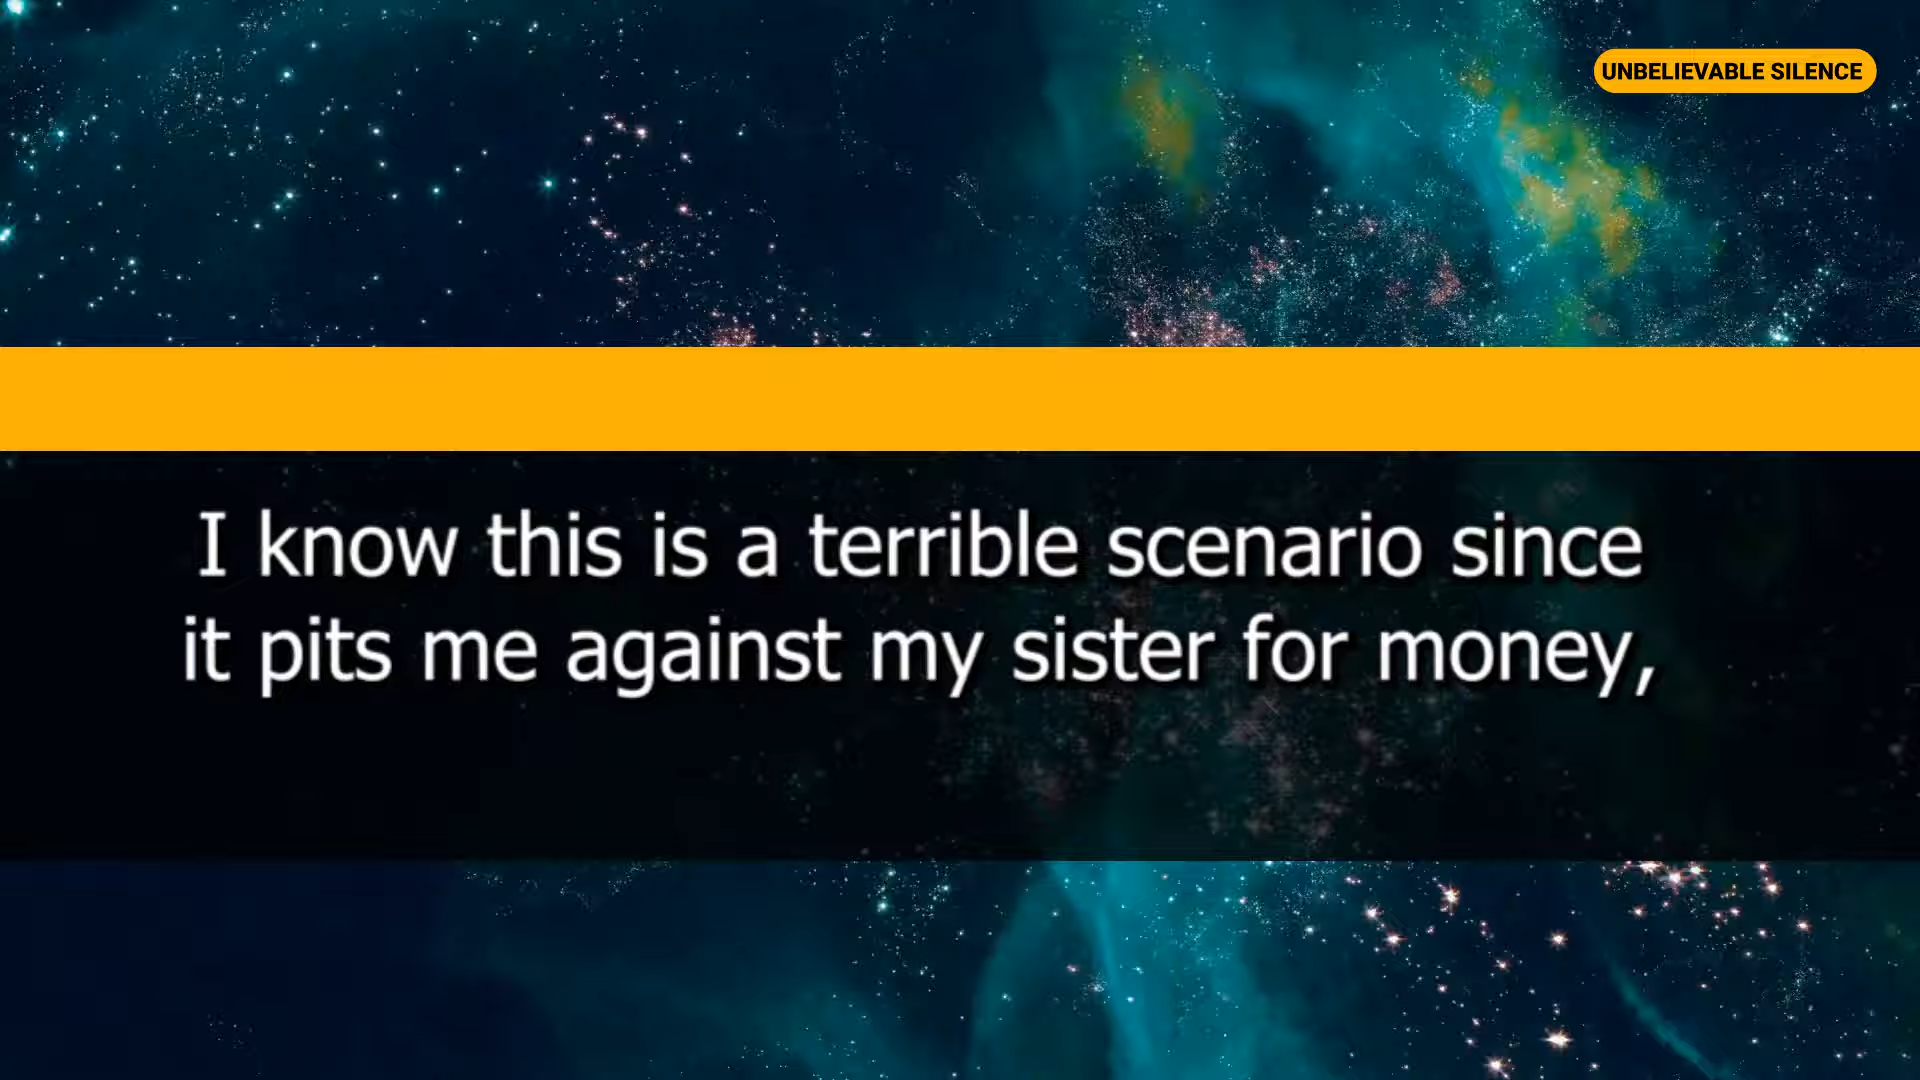 UNBELIEVABLE SILENCE
I know this is a terrible scenario since
it pits me against my sister for money,